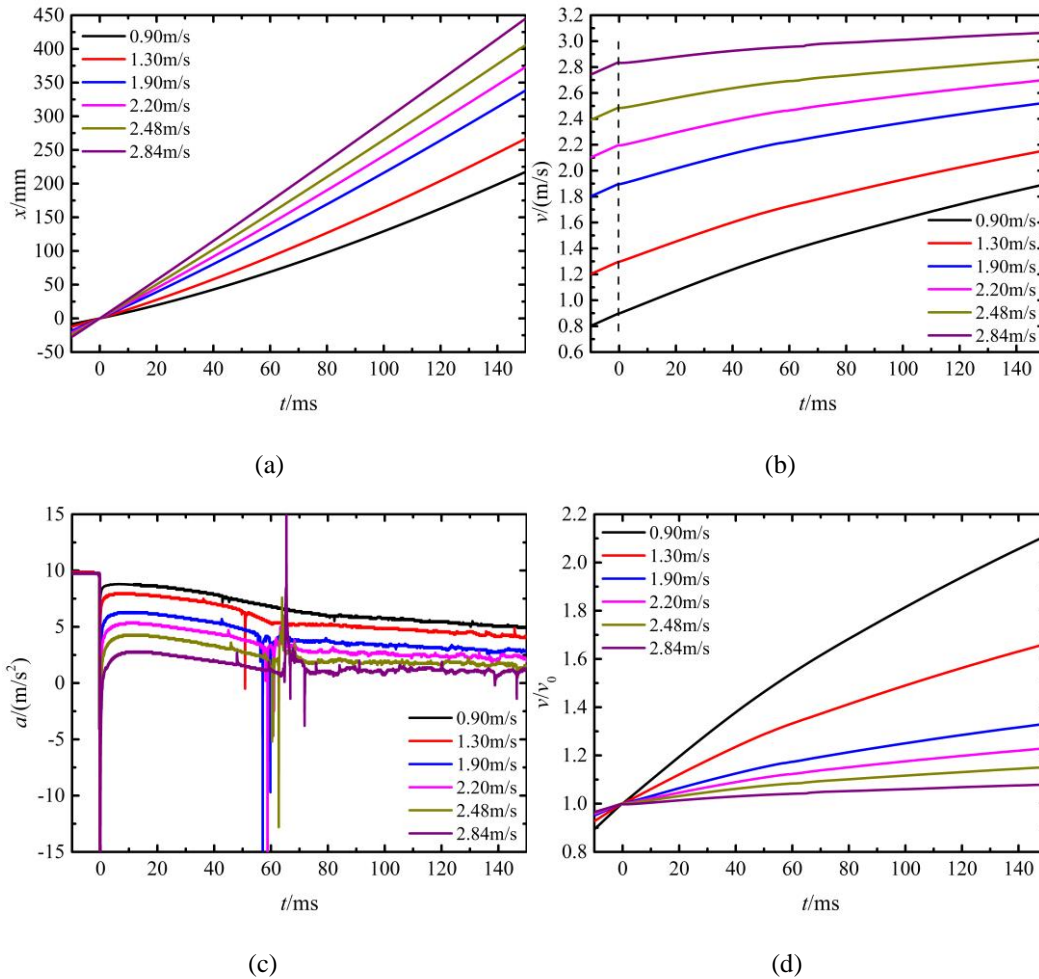 450
400
350
300
250
200
150
100
50
0
-50
x/mm
0.90m/s
1.30m/s
1.90m/s
2.20m/s
2.48m/s
2.84m/s
0 20 40 60 80 100 120 140
t/ms
(a)
3.2
3.0
2.8
2.6
2.4
2.2
2.0
1.8
1.6
1.4
1.2
1.0
0.8
0.6
v/(m/s)
0.90m/s
1.30m/s
1.90m/s
2.20m/s
2.48m/s
2.84m/s
0 20 40 60 80 100 120 140
t/ms
(b)
15
10
5
0
-5
-10
-15
a/(m/s²)
0.90m/s
1.30m/s
1.90m/s
2.20m/s
2.48m/s
2.84m/s
0 20 40 60 80 100 120 140
t/ms
(c)
2.2
2.0
1.8
1.6
1.4
1.2
1.0
0.8
v/v₀
0.90m/s
1.30m/s
1.90m/s
2.20m/s
2.48m/s
2.84m/s
0 20 40 60 80 100 120 140
t/ms
(d)